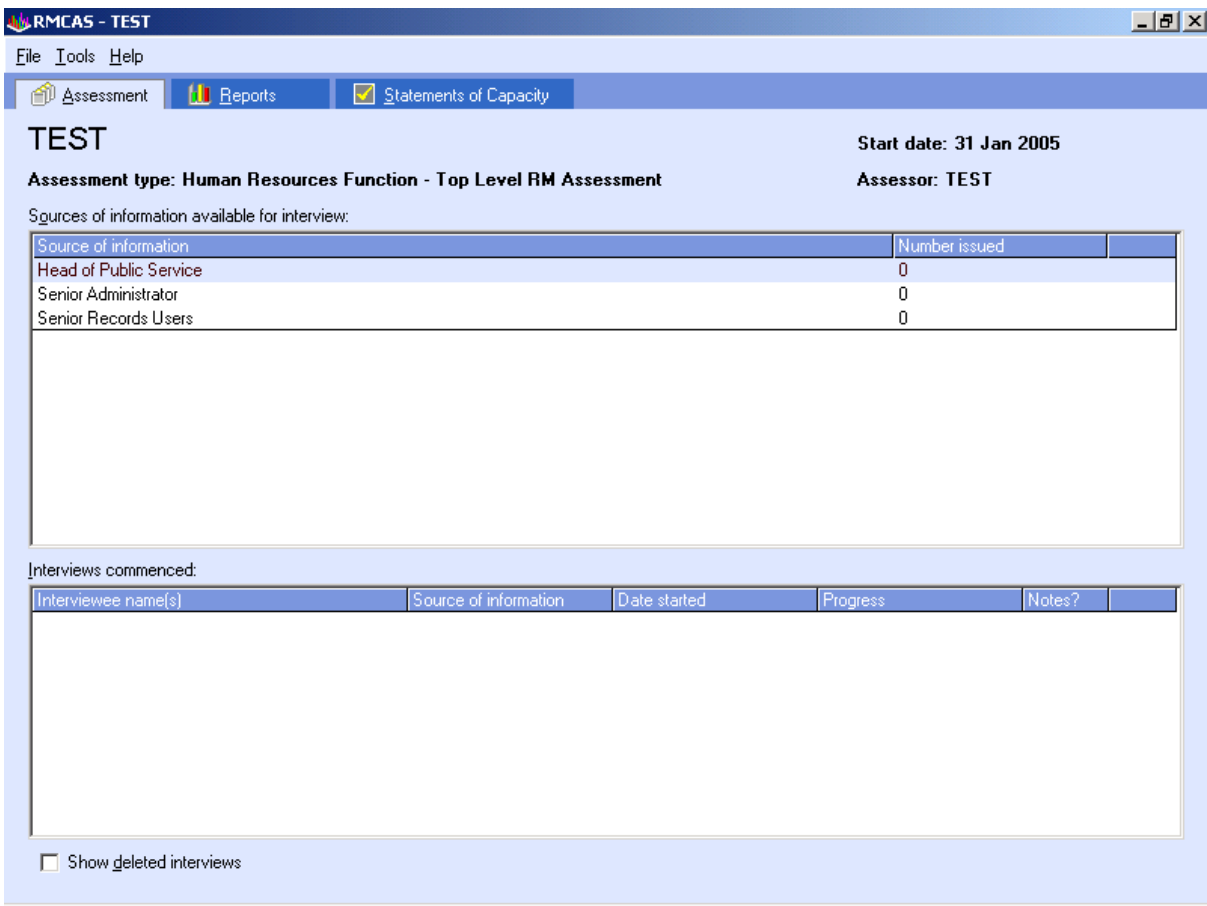 RMCAS - TEST
File Tools Help
Assessment Reports Statements of Capacity
TEST Start date: 31 Jan 2005
Assessment type: Human Resources Function - Top Level RM Assessment Assessor: TEST
Sources of information available for interview:
Source of information Number issued
Head of Public Service 0
Senior Administrator 0
Senior Records Users 0
Interviews commenced:
Interviewee name(s) Source of information Date started Progress Notes?
Show deleted interviews